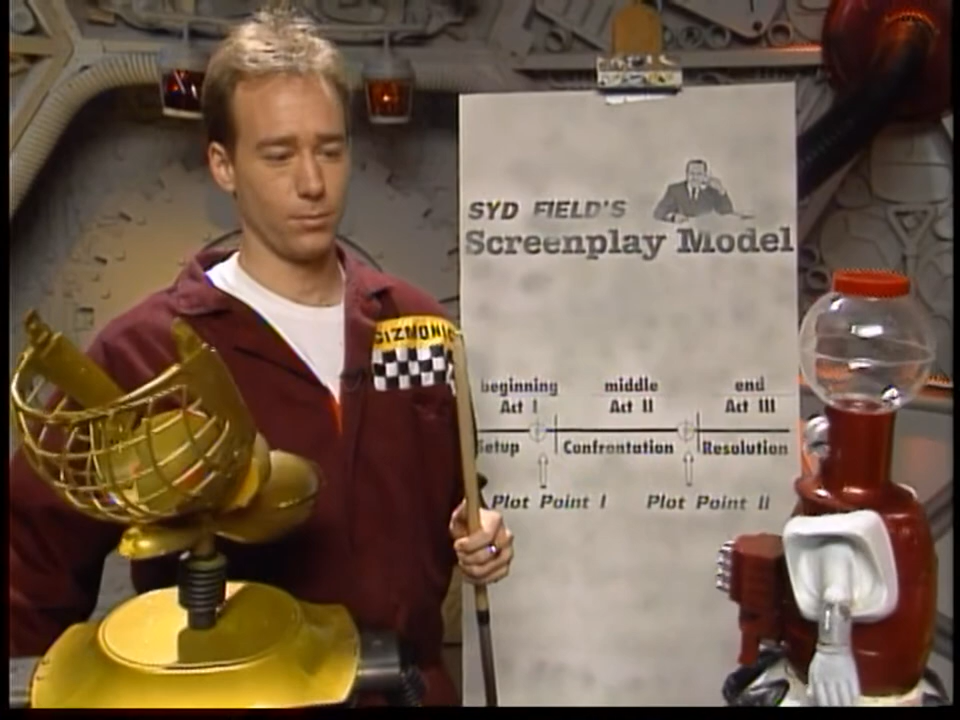 GIZMONIC
SYD FIELD'S
Screenplay Model
beginning middle end
Act I Act II Act III
Setup Confrontation Resolution
Plot Point I Plot Point II